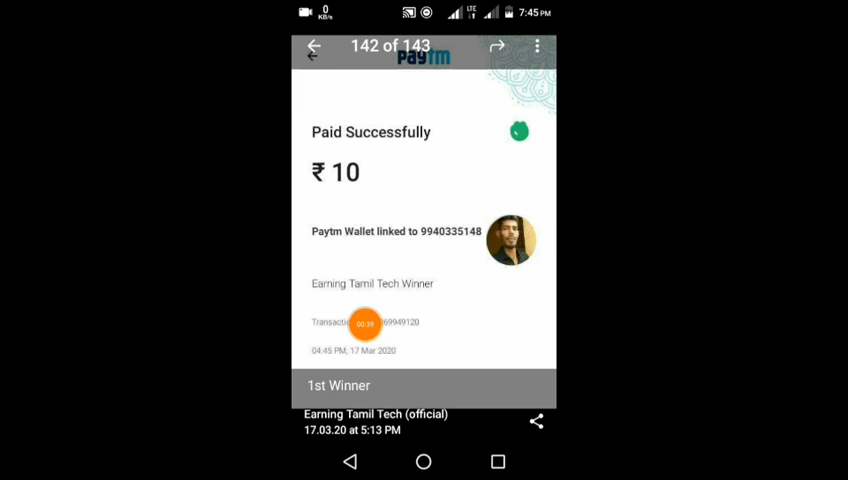 0
KB/s
LTE
7:45 PM
142 of 143
paytm
Paid Successfully
₹ 10
Paytm Wallet linked to 9940335148
Earning Tamil Tech Winner
00:39
69949120
04:45 PM, 17 Mar 2020
1st Winner
Earning Tamil Tech (official)
17.03.20 at 5:13 PM